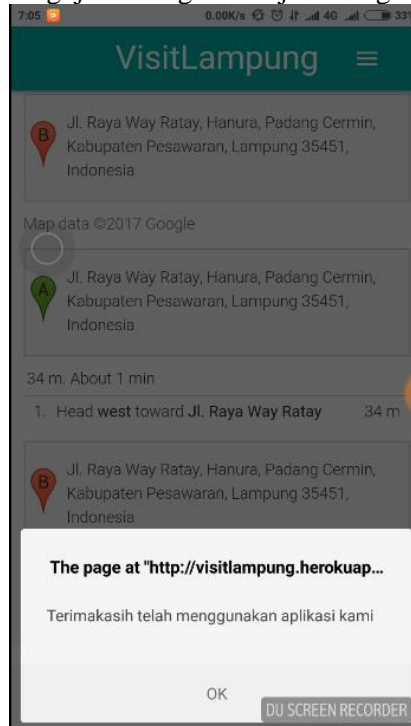 7:05 0.00K/s 4G 33%
VisitLampung
B Jl. Raya Way Ratay, Hanura, Padang Cermin,
Kabupaten Pesawaran, Lampung 35451,
Indonesia
Map data ©2017 Google
A Jl. Raya Way Ratay, Hanura, Padang Cermin,
Kabupaten Pesawaran, Lampung 35451,
Indonesia
34 m. About 1 min
1. Head west toward Jl. Raya Way Ratay 34 m
B Jl. Raya Way Ratay, Hanura, Padang Cermin,
Kabupaten Pesawaran, Lampung 35451,
Indonesia
The page at "http://visitlampung.herokuap...
Terimakasih telah menggunakan aplikasi kami
OK
DU SCREEN RECORDER